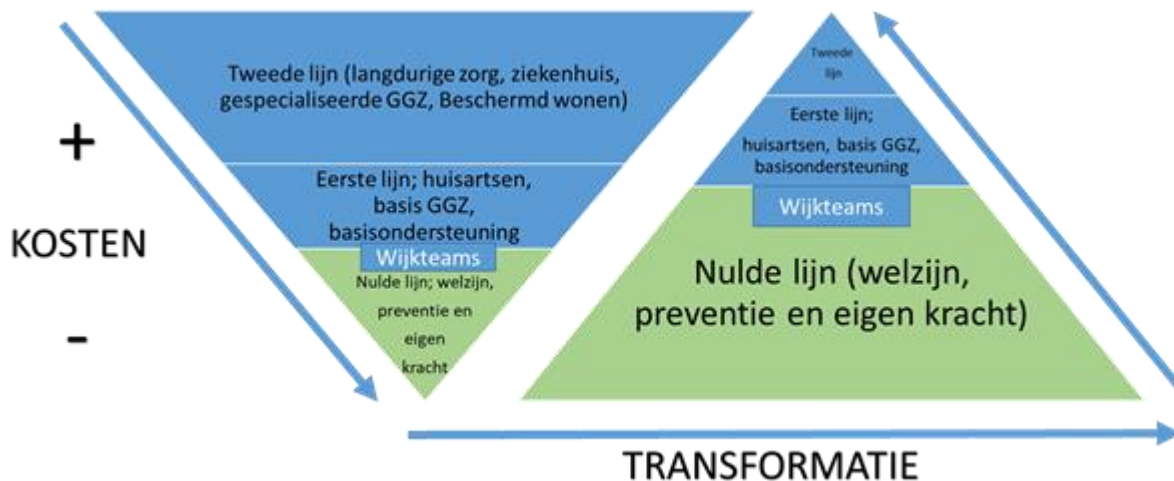 Tweede lijn (langdurige zorg, ziekenhuis,
gespecialiseerde GGZ, Beschermd wonen)
Eerste lijn; huisartsen,
basis GGZ,
basisondersteuning
Wijkteams
Nulde lijn; welzijn,
preventie en
eigen
kracht
+
KOSTEN
-
Tweede
lijn
Eerste lijn;
huisartsen, basis GGZ,
basisondersteuning
Wijkteams
Nulde lijn (welzijn,
preventie en eigen kracht)
TRANSFORMATIE